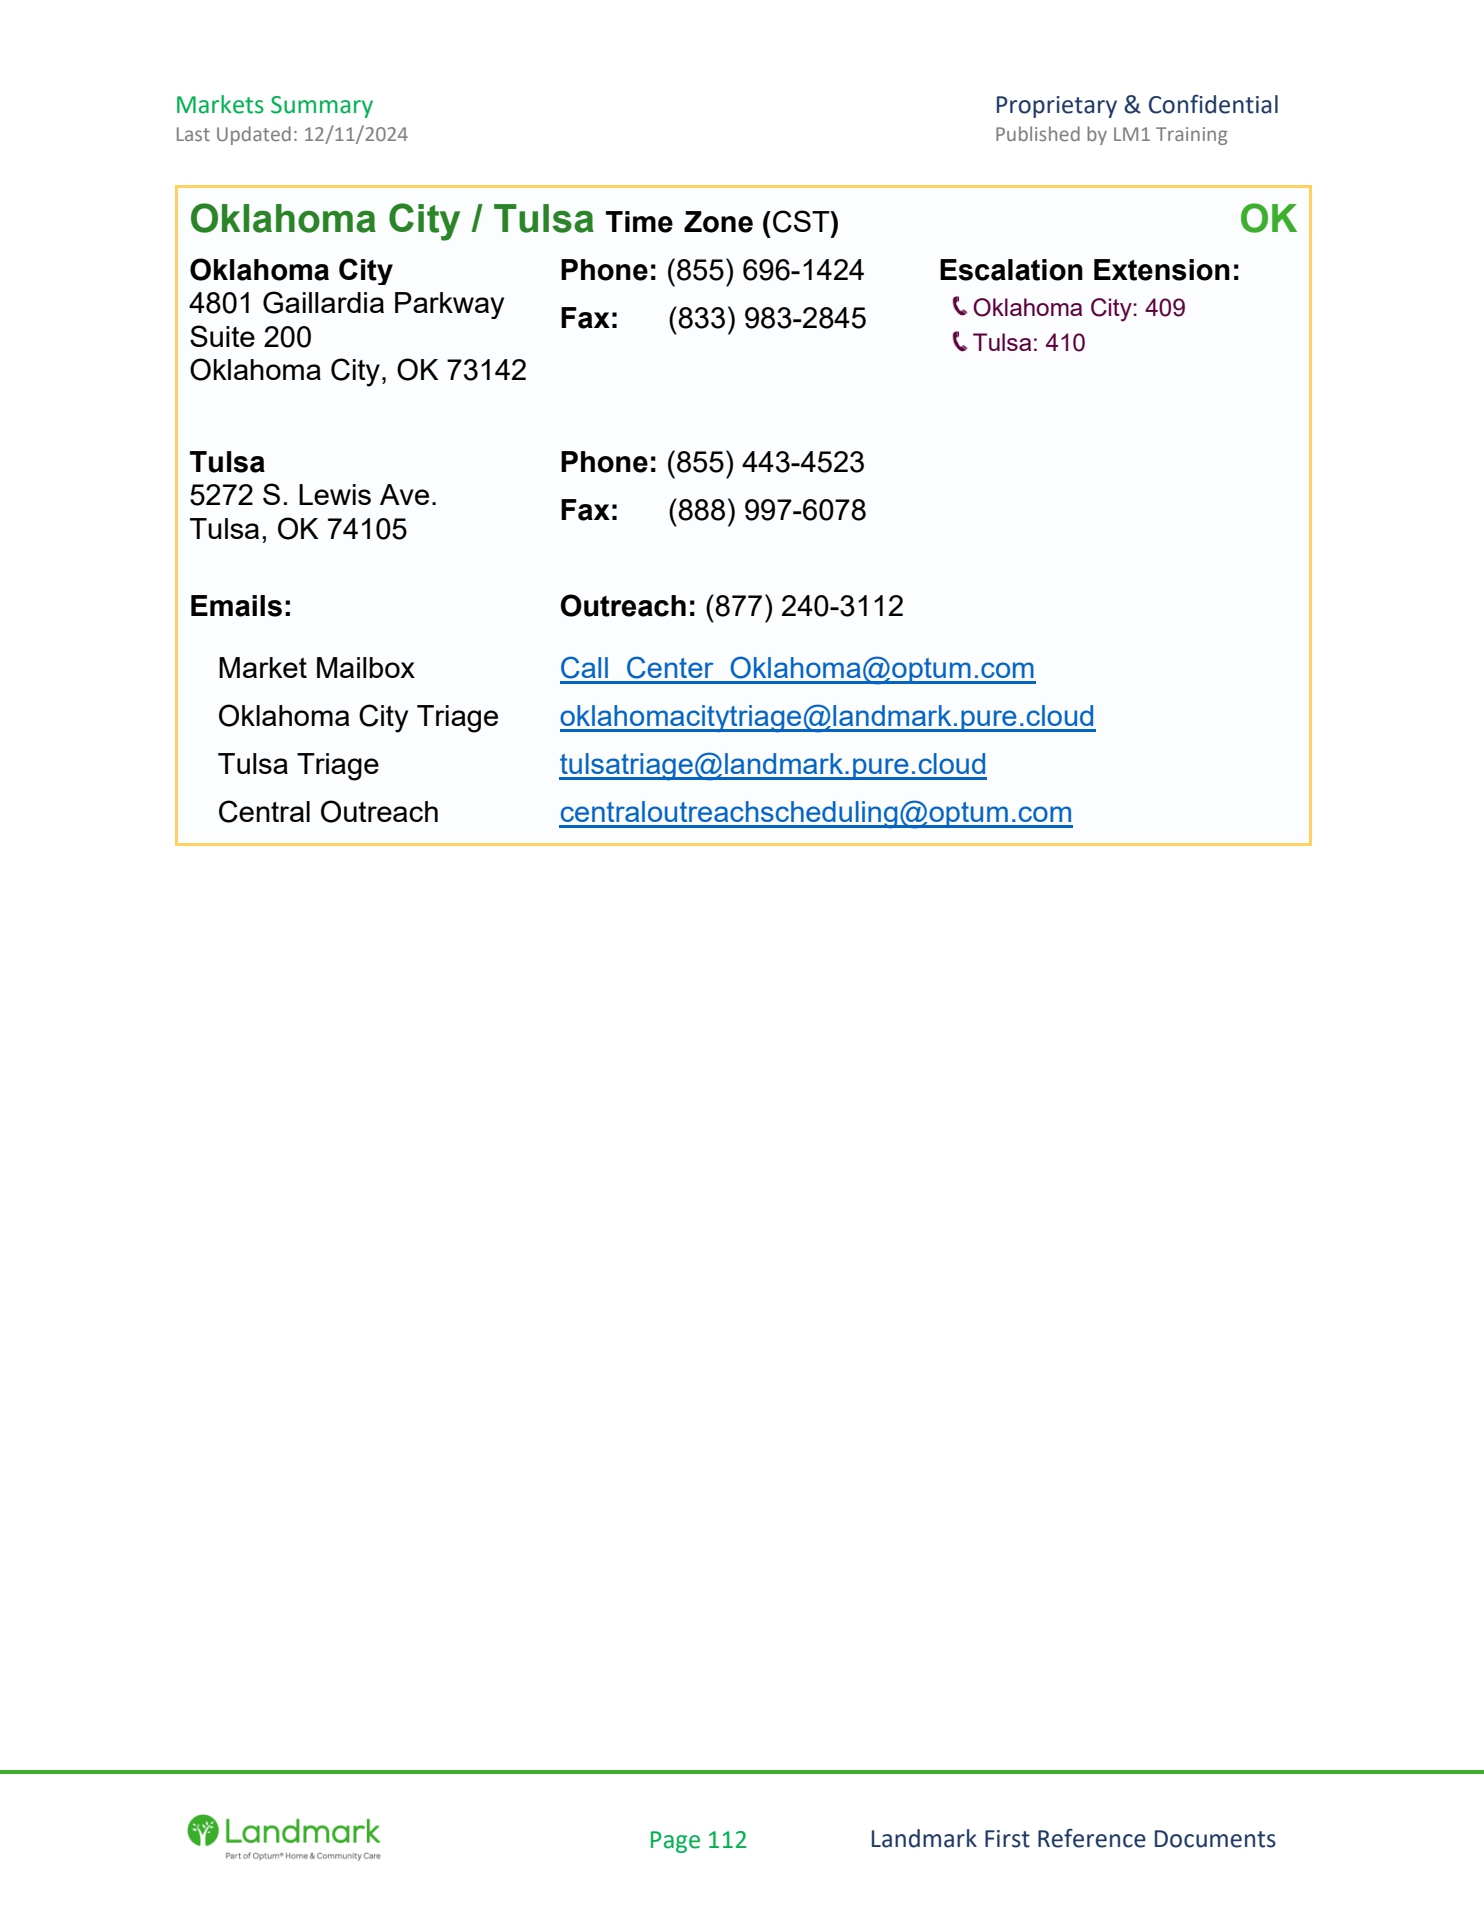 Markets Summary
Proprietary & Confidential
Last Updated: 12/11/2024
Published by LM1 Training
Oklahoma City / Tulsa Time Zone (CST) OK
Oklahoma City
4801 Gaillardia Parkway
Suite 200
Oklahoma City, OK 73142
Phone: (855) 696-1424
Fax: (833) 983-2845
Escalation Extension:
Oklahoma City: 409
Tulsa: 410
Tulsa
5272 S. Lewis Ave.
Tulsa, OK 74105
Phone: (855) 443-4523
Fax: (888) 997-6078
Emails:
Outreach: (877) 240-3112
Market Mailbox Call_Center_Oklahoma@optum.com
Oklahoma City Triage oklahomacitytriage@landmark.pure.cloud
Tulsa Triage tulsatriage@landmark.pure.cloud
Central Outreach centraloutreachscheduling@optum.com
Landmark
Part of Optum® Home & Community Care
Page 112
Landmark First Reference Documents